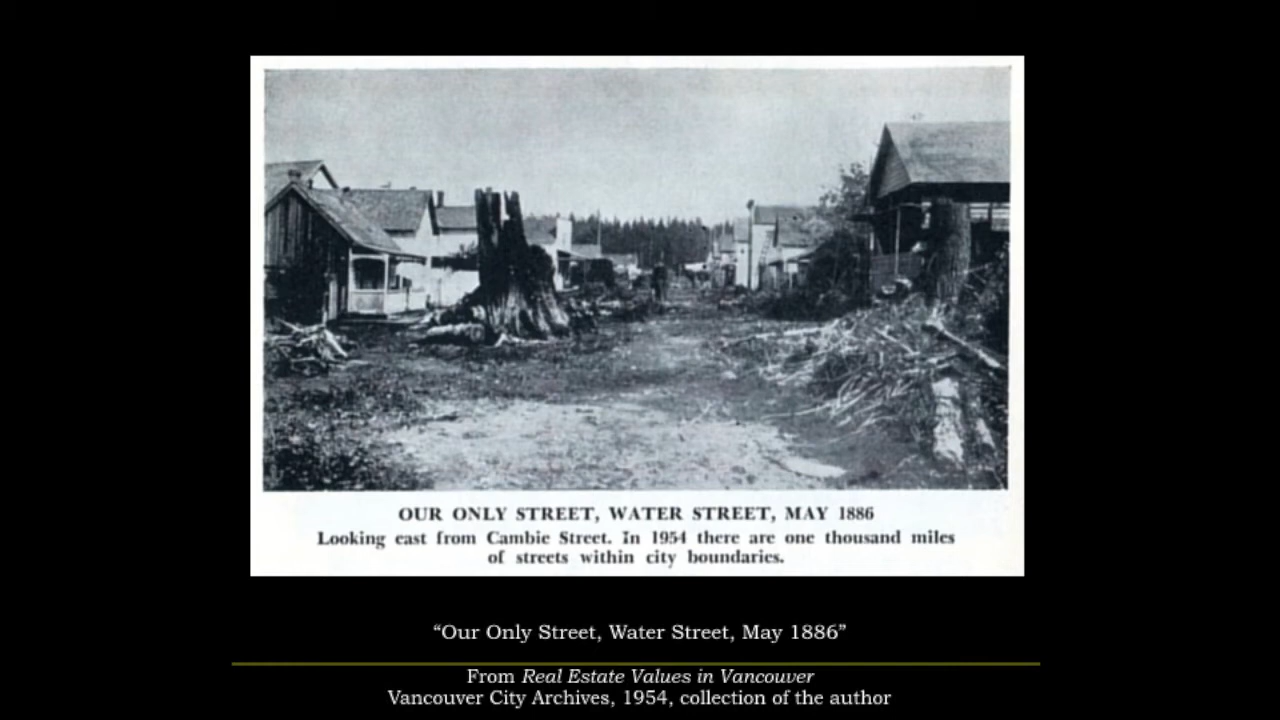 OUR ONLY STREET, WATER STREET, MAY 1886
Looking east from Cambie Street. In 1954 there are one thousand miles
of streets within city boundaries.
“Our Only Street, Water Street, May 1886”
From Real Estate Values in Vancouver
Vancouver City Archives, 1954, collection of the author